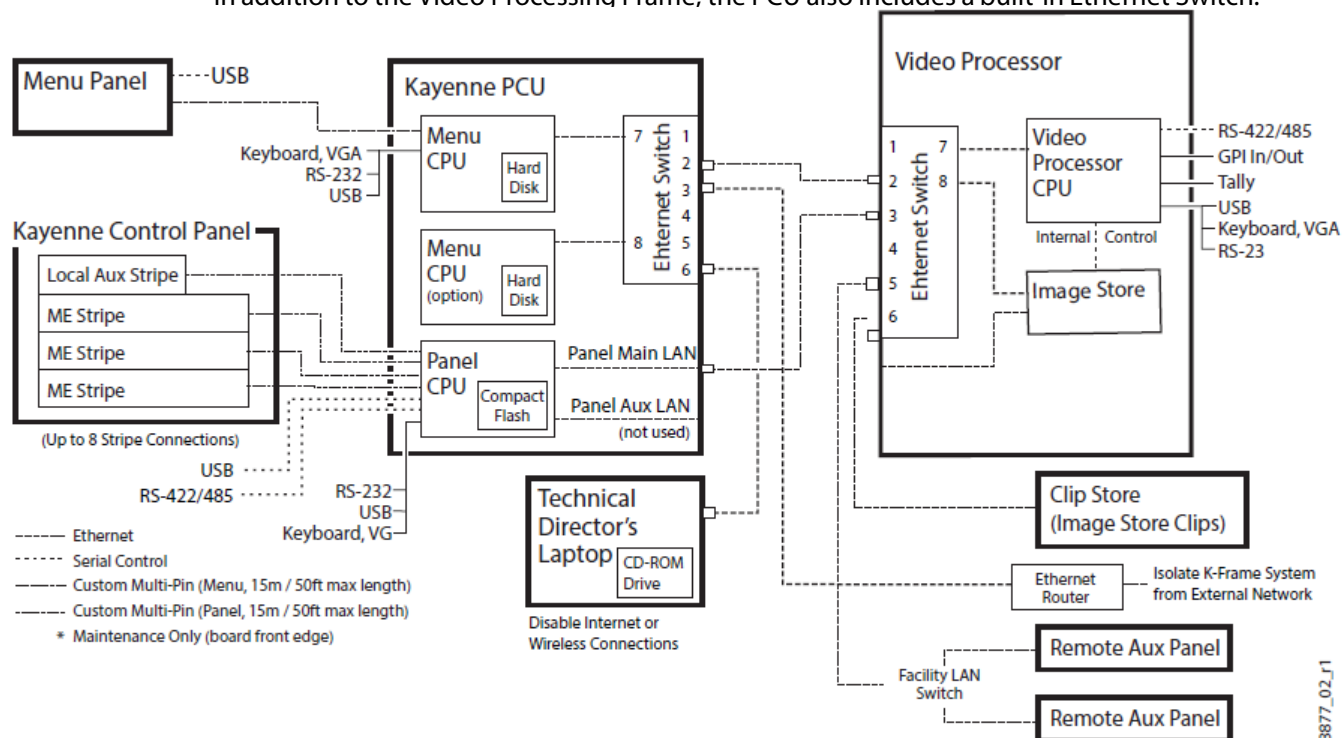 In addition to the Video Processing Frame, the PCU also includes a built-in Ethernet Switch.
Menu Panel
USB
Kayenne PCU
Menu
CPU
Hard
Disk
Keyboard, VGA
RS-232
USB
7
8
1
2
3
4
5
6
Ehternet Switch
Menu
CPU
(option)
Hard
Disk
Kayenne Control Panel
Local Aux Stripe
ME Stripe
ME Stripe
ME Stripe
(Up to 8 Stripe Connections)
USB
RS-422/485
Panel
CPU
Compact
Flash
Panel Main LAN
Panel Aux LAN
(not used)
RS-232
USB
Keyboard, VG
Ethernet
Serial Control
Custom Multi-Pin (Menu, 15m / 50ft max length)
Custom Multi-Pin (Panel, 15m / 50ft max length)
* Maintenance Only (board front edge)
Technical
Director's
Laptop
CD-ROM
Drive
Disable Internet or
Wireless Connections
Video Processor
1
2
3
4
5
6
7
8
Ehternet Switch
Video
Processor
CPU
Internal
Control
Image Store
RS-422/485
GPI In/Out
Tally
USB
Keyboard, VGA
RS-23
Clip Store
(Image Store Clips)
Ethernet
Router
Isolate K-Frame System
from External Network
Facility LAN
Switch
Remote Aux Panel
Remote Aux Panel
8877_02_r1